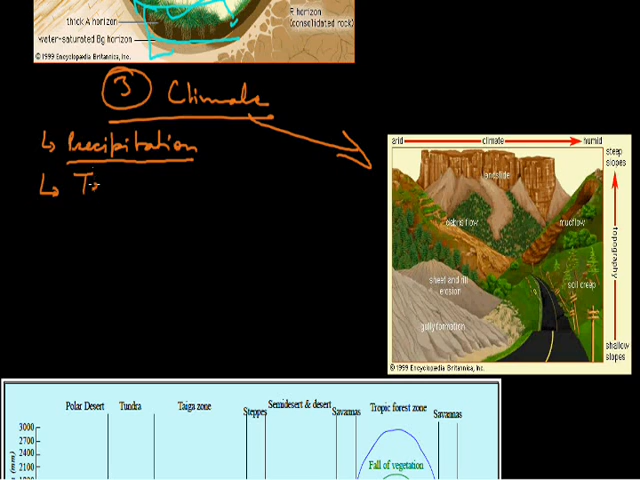 R horizon
(consolidated rock)
thick A horizon
water-saturated Bg horizon
© 1999 Encyclopædia Britannica, Inc.
3 Climate
↳ Precipitation
↳ T
arid climate humid
steep
slopes
landslide
debris flow
mudflow
topography
sheet and rill
erosion
soil creep
gully formation
shallow
slopes
© 1999 Encyclopædia Britannica, Inc.
Polar Desert Tundra Taiga zone Steppes Semidesert & desert Savannas Tropic forest zone Savannas
3000
2700
2400
2100
Fall of vegetation
(mm)